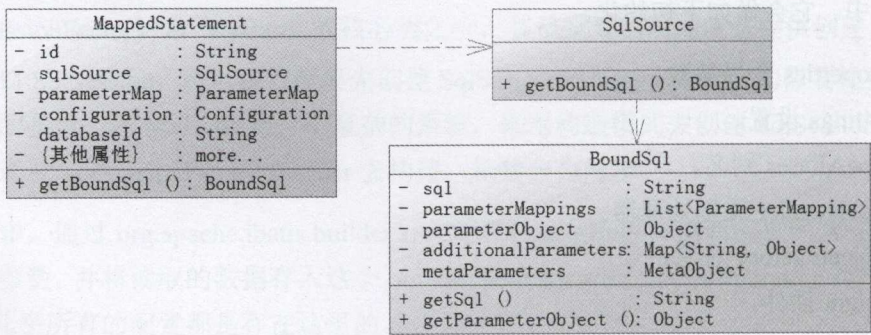 MappedStatement
- id : String
- sqlSource : SqlSource
- parameterMap : ParameterMap
- configuration : Configuration
- databaseId : String
- {其他属性} : more...
+ getBoundSql (): BoundSql
SqlSource
+ getBoundSql (): BoundSql
BoundSql
- sql : String
- parameterMappings : List<ParameterMapping>
- parameterObject : Object
- additionalParameters: Map<String, Object>
- metaParameters : MetaObject
+ getSql () : String
+ getParameterObject (): Object